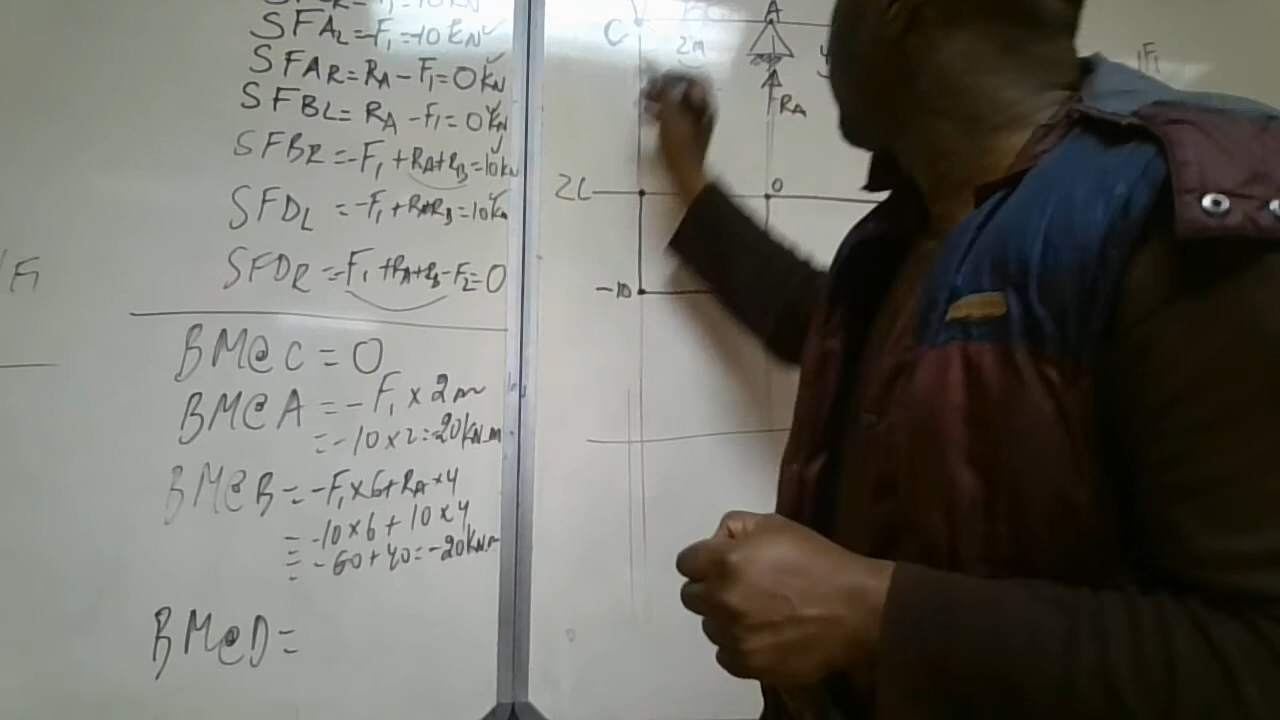 SFAL = -F1 = -10 kN
SFAR = RA - F1 = 0 kN
SFBL = RA - F1 = 0 kN
SFBR = -F1 + RA + RB = 10 kN
SFDL = -F1 + RA + RB = 10 kN
SFDR = -F1 + RA + RB - F2 = 0
F1
BM@C = 0
BM@A = -F1 × 2m
= -10 × 2 = -20 kN.m
BM@B = -F1 × 6 + RA × 4
= -10 × 6 + 10 × 4
= -60 + 40 = -20 kN.m
BM@D =
C
A
2m
RA
F1
0
-10